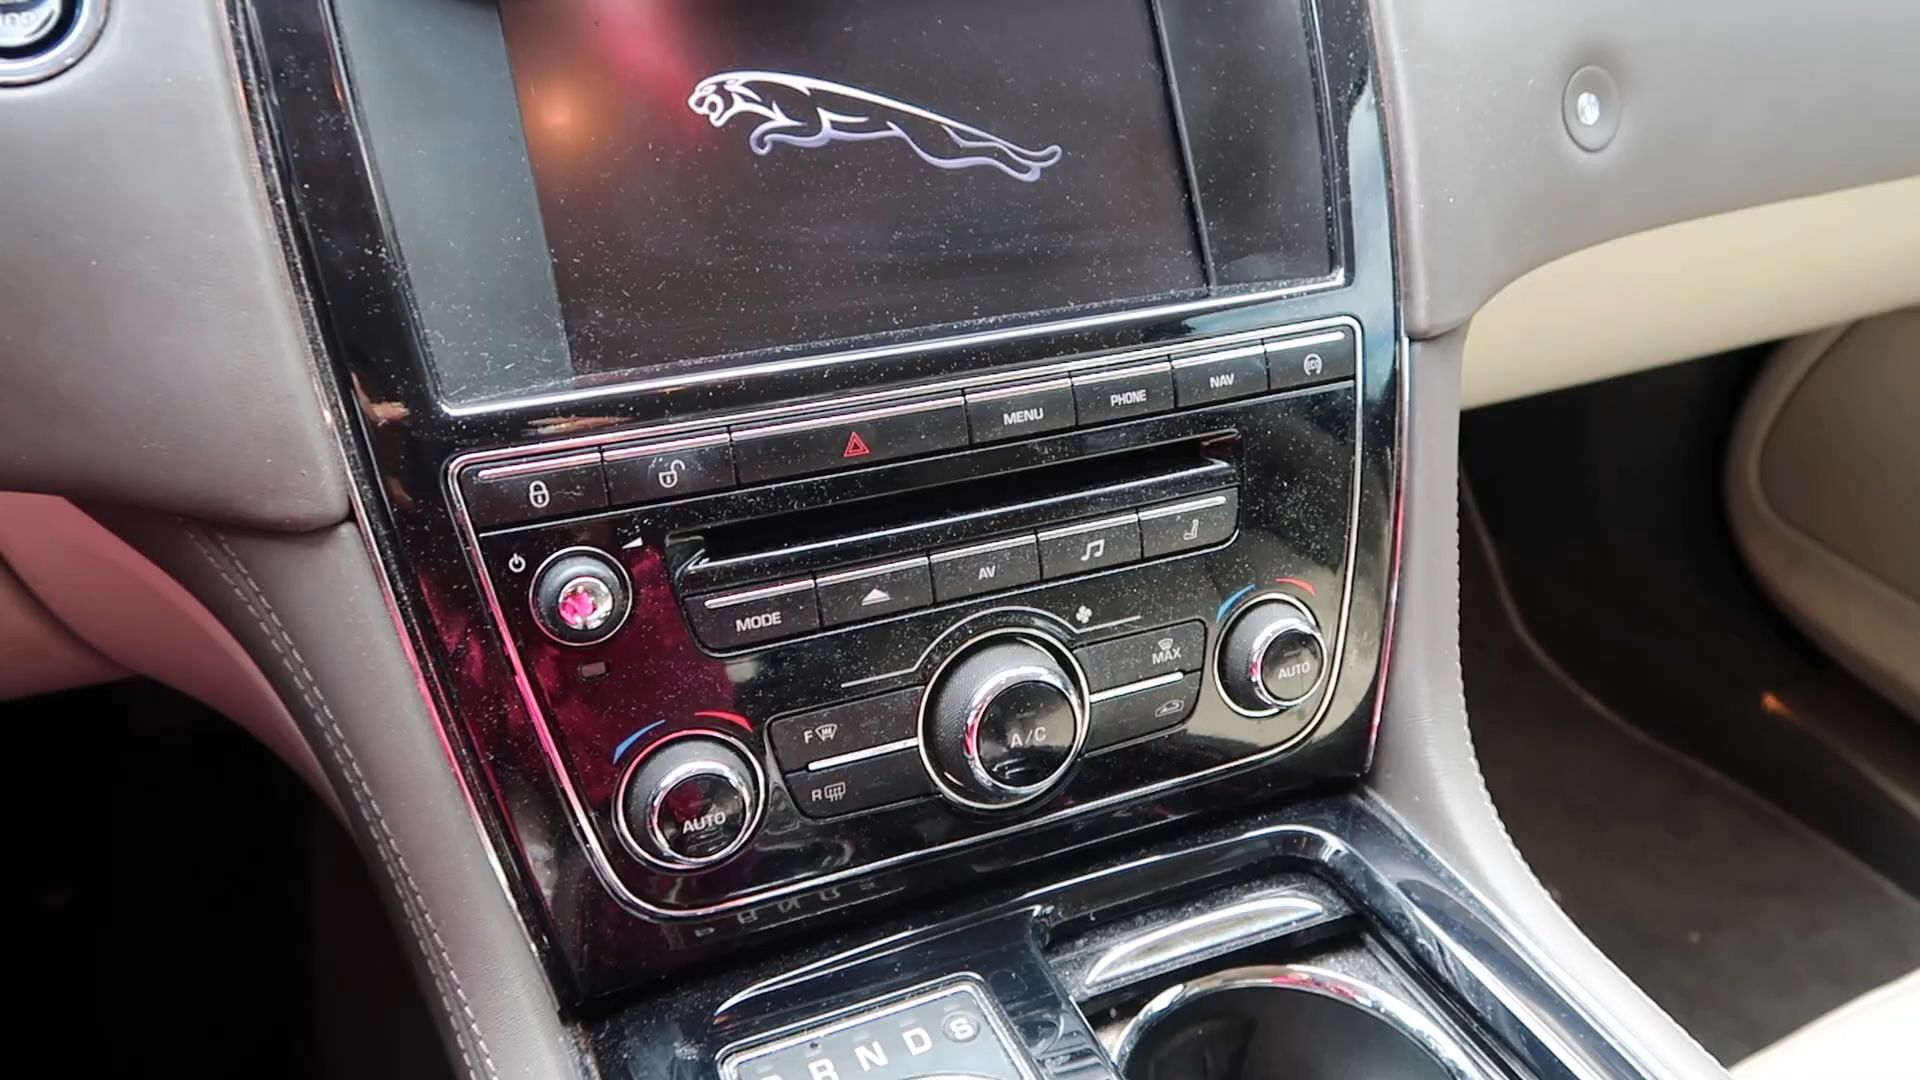 MENU
PHONE
NAV
MODE
AV
MAX
AUTO
A/C
F
R
AUTO
R N D S